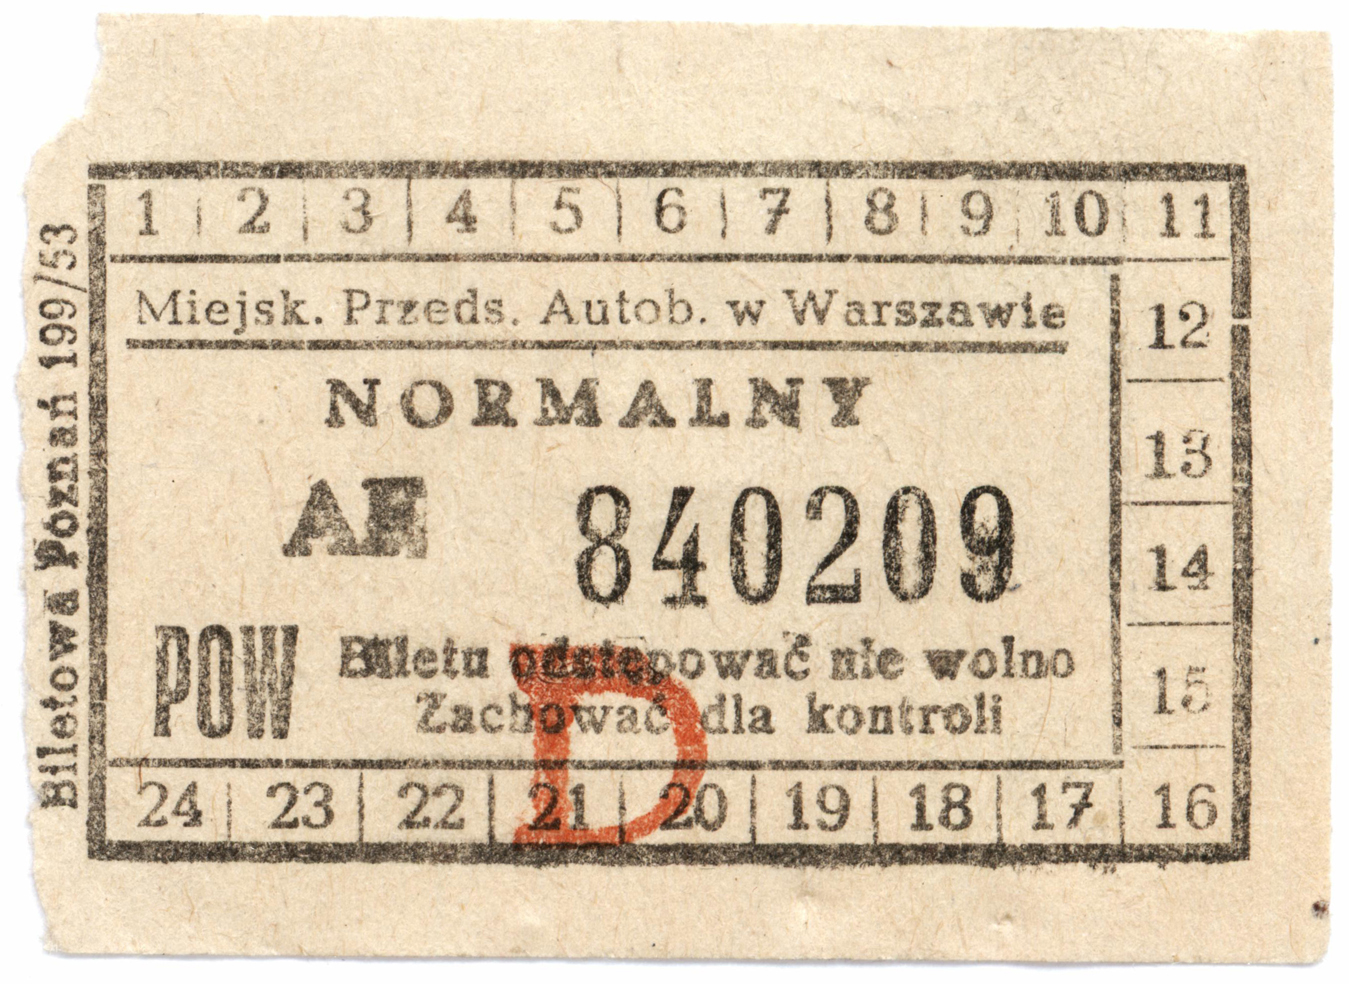 1 2 3 4 5 6 7 8 9 10 11
Miejsk. Przeds. Autob. w Warszawie
12
NORMALNY
13
840209
14
POW
Biletu odstępować nie wolno
Zachować dla kontroli
15
24 23 22 21 20 19 18 17 16
D
Biletowa Poznań 199/53